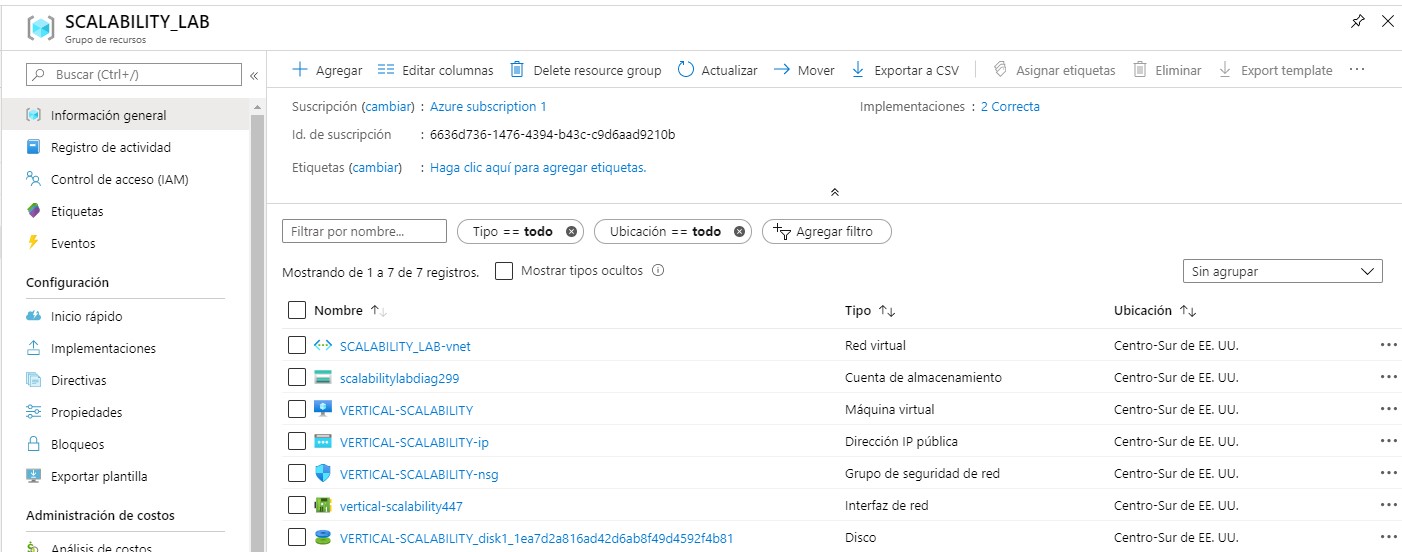 SCALABILITY_LAB
Grupo de recursos
Buscar (Ctrl+/)
Información general
Registro de actividad
Control de acceso (IAM)
Etiquetas
Eventos
Configuración
Inicio rápido
Implementaciones
Directivas
Propiedades
Bloqueos
Exportar plantilla
Administración de costos
Análisis de costos
Agregar Editar columnas Delete resource group Actualizar Mover Exportar a CSV Asignar etiquetas Eliminar Export template
Suscripción (cambiar) : Azure subscription 1 Implementaciones : 2 Correcta
Id. de suscripción : 6636d736-1476-4394-b43c-c9d6aad9210b
Etiquetas (cambiar) : Haga clic aquí para agregar etiquetas.
Filtrar por nombre... Tipo == todo Ubicación == todo Agregar filtro
Mostrando de 1 a 7 de 7 registros. Mostrar tipos ocultos Sin agrupar
Nombre Tipo Ubicación
SCALABILITY_LAB-vnet Red virtual Centro-Sur de EE. UU.
scalabilitylabdiag299 Cuenta de almacenamiento Centro-Sur de EE. UU.
VERTICAL-SCALABILITY Máquina virtual Centro-Sur de EE. UU.
VERTICAL-SCALABILITY-ip Dirección IP pública Centro-Sur de EE. UU.
VERTICAL-SCALABILITY-nsg Grupo de seguridad de red Centro-Sur de EE. UU.
vertical-scalability447 Interfaz de red Centro-Sur de EE. UU.
VERTICAL-SCALABILITY_disk1_1ea7d2a816ad42d6ab8f49d4592f4b81 Disco Centro-Sur de EE. UU.